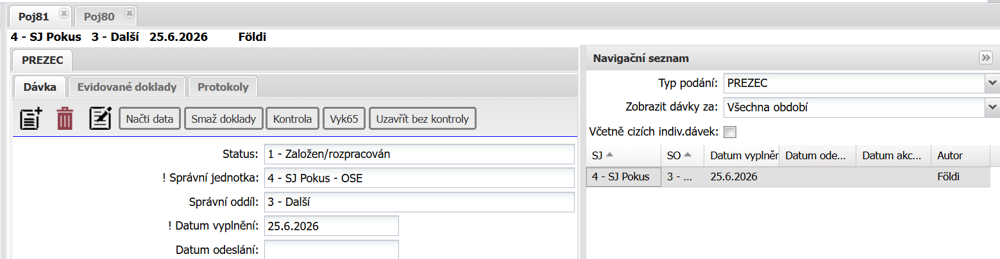 Poj81 Poj80
4 - SJ Pokus 3 - Další 25.6.2026 Földi
PREZEC
Dávka Evidované doklady Protokoly
Načti data Smaž doklady Kontrola Vyk65 Uzavřít bez kontroly
Status: 1 - Založen/rozpracován
! Správní jednotka: 4 - SJ Pokus - OSE
Správní oddíl: 3 - Další
! Datum vyplnění: 25.6.2026
Datum odeslání:
Navigační seznam
Typ podání: PREZEC
Zobrazit dávky za: Všechna období
Včetně cizích indiv.dávek:
SJ SO Datum vyplněn Datum ode... Datum akc... Autor
4 - SJ Pokus 3 - ... 25.6.2026 Földi